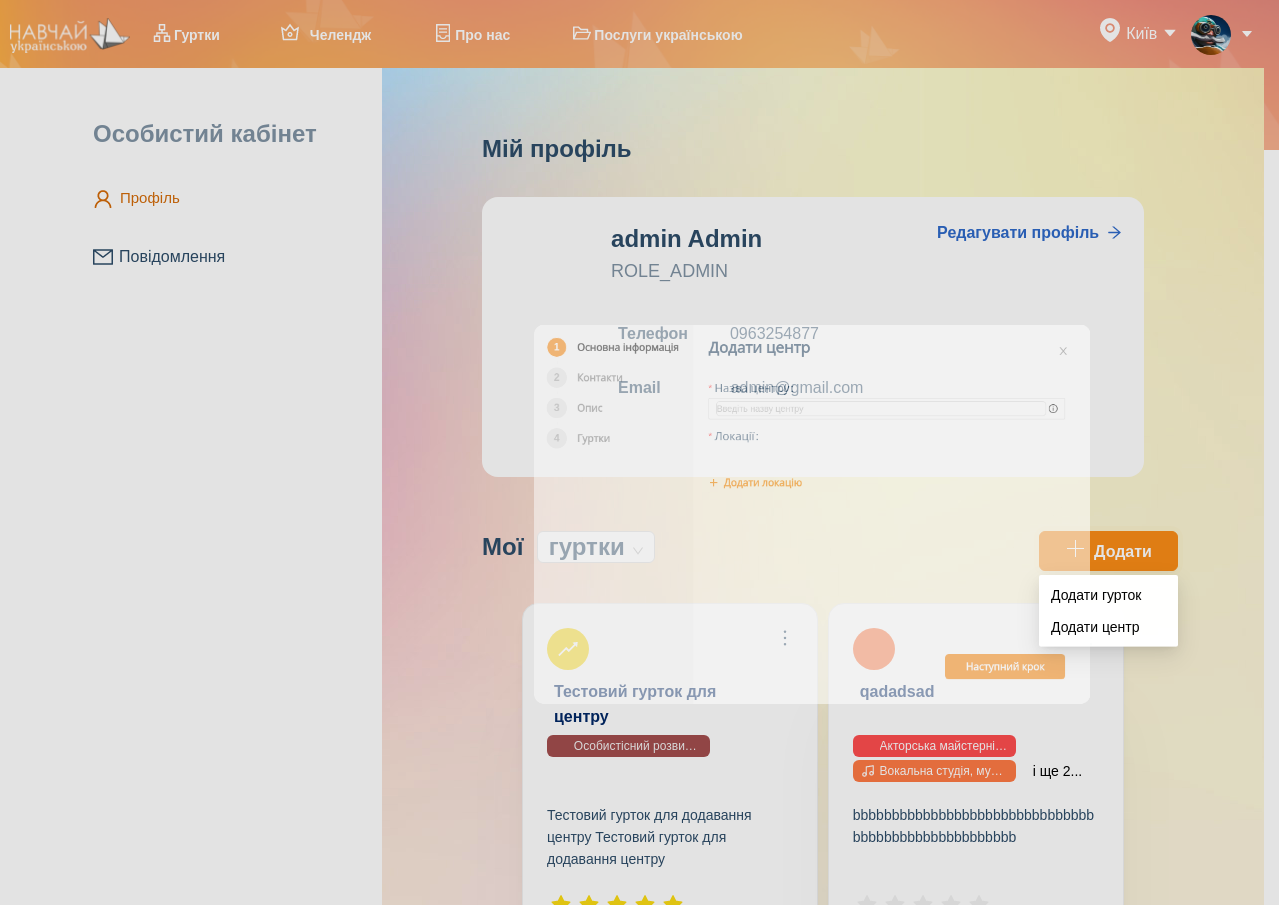 НАВЧАЙ
українською
Гуртки
Челендж
Про нас
Послуги українською
Київ
Особистий кабінет
Профіль
Повідомлення
Мій профіль
admin Admin
Редагувати профіль
ROLE_ADMIN
Телефон 0963254877
Email admin@gmail.com
1 Основна інформація
2 Контакти
3 Опис
4 Гуртки
Додати центр
* Назва центру:
Введіть назву центру
* Локації:
+ Додати локацію
Наступний крок
Мої гуртки
Додати
Додати гурток
Додати центр
Тестовий гурток для
центру
Особистісний розви…
Тестовий гурток для додавання
центру Тестовий гурток для
додавання центру
qadadsad
Акторська майстерні…
Вокальна студія, му…
і ще 2...
bbbbbbbbbbbbbbbbbbbbbbbbbbbbbbb
bbbbbbbbbbbbbbbbbbbbb